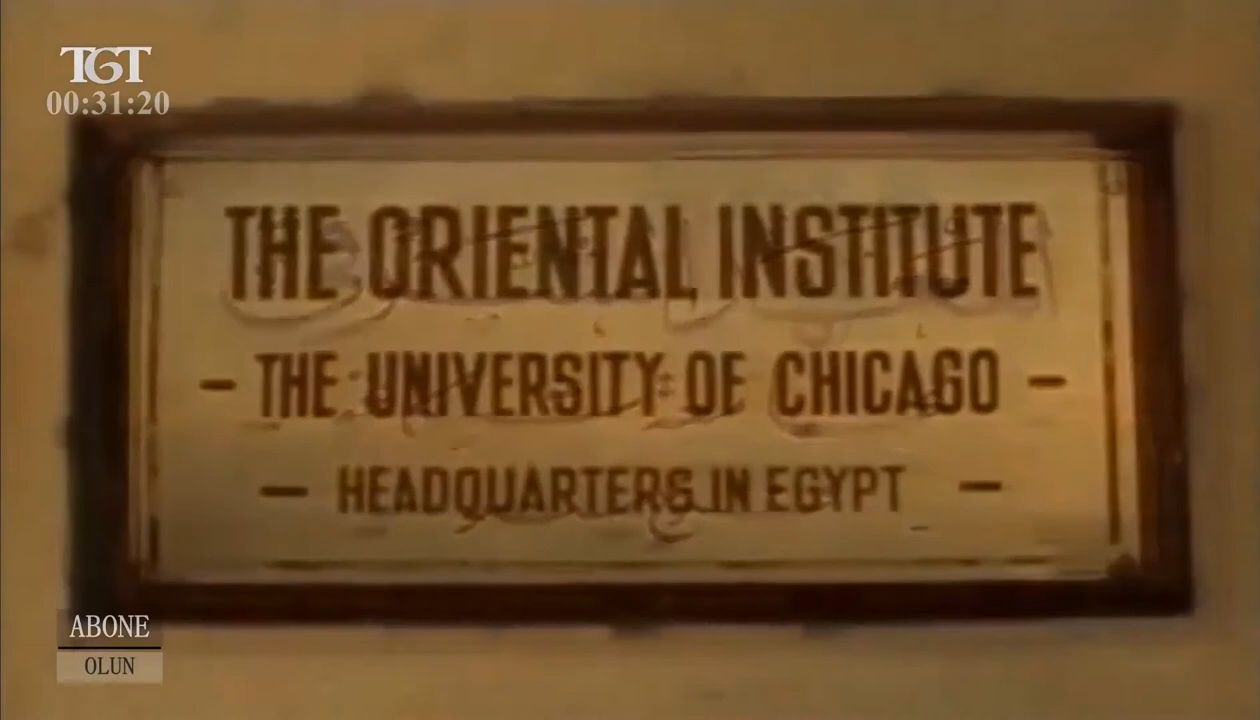 TGT
00:31:20
THE ORIENTAL INSTITUTE
- THE UNIVERSITY OF CHICAGO -
- HEADQUARTERS IN EGYPT -
ABONE
OLUN